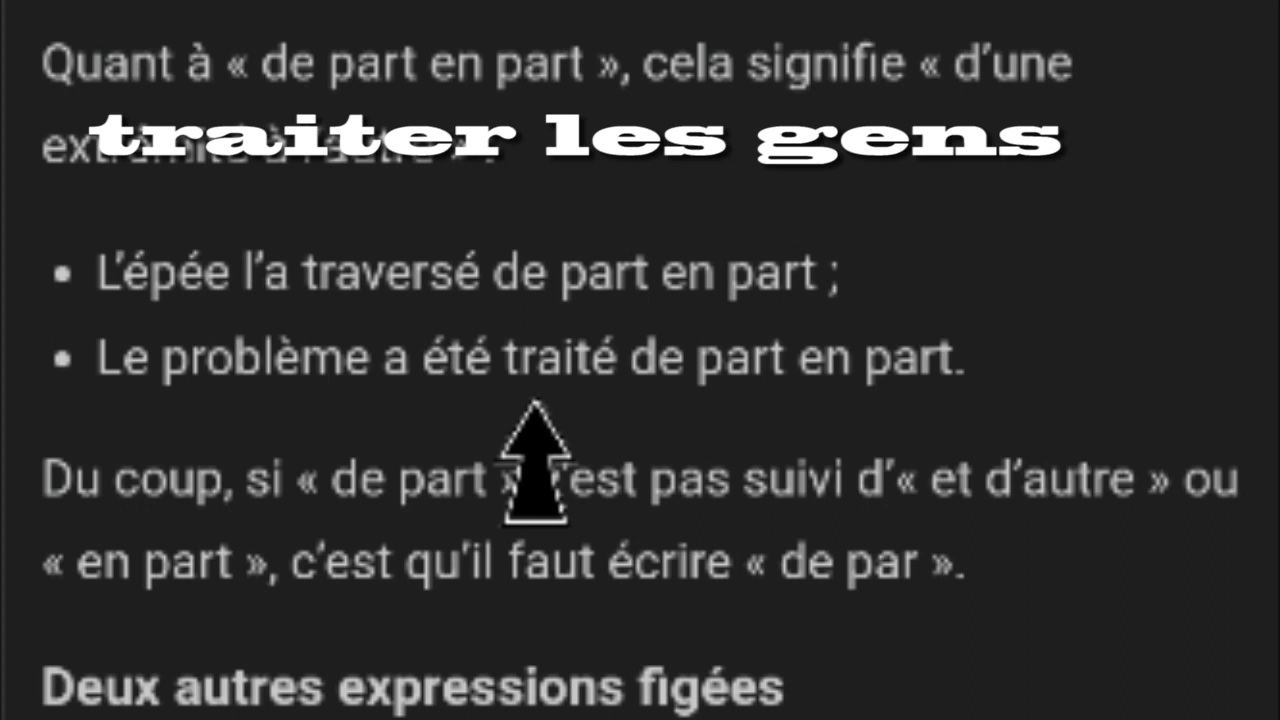 Quant à « de part en part », cela signifie « d’une
traiter les gens
L’épée l’a traversé de part en part ;
Le problème a été traité de part en part.
Du coup, si « de part » n’est pas suivi d’« et d’autre » ou
« en part », c’est qu’il faut écrire « de par ».
Deux autres expressions figées